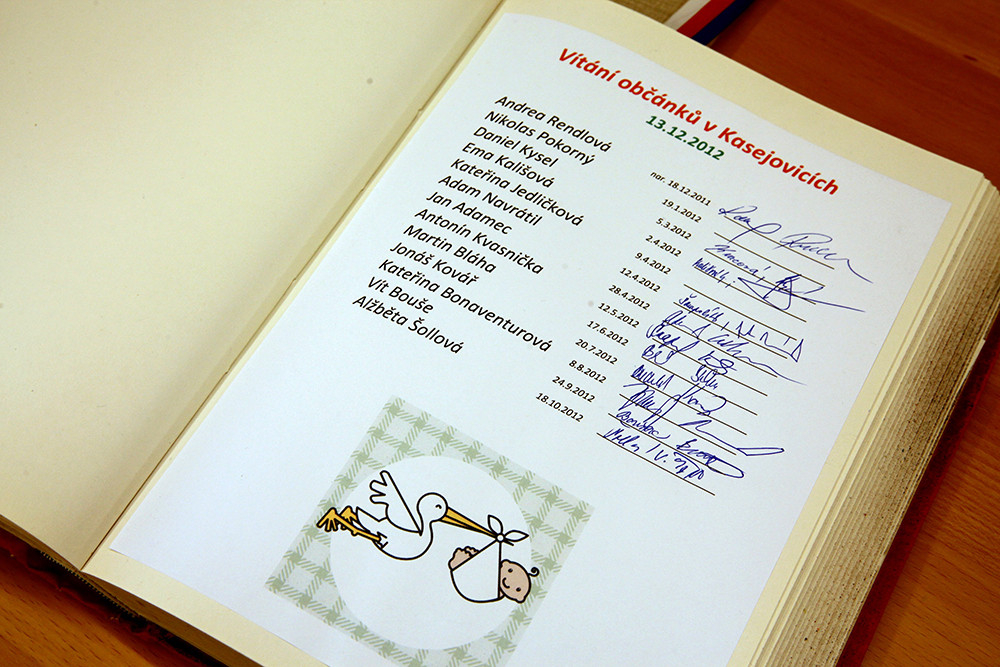 Vítání občánků v Kasejovicích
13.12.2012
Andrea Rendlová nar. 18.12.2011
Nikolas Pokorný 19.1.2012
Daniel Kysel 5.3.2012
Ema Kališová 2.4.2012
Kateřina Jedličková 9.4.2012
Adam Navrátil 12.4.2012
Jan Adamec 28.4.2012
Antonín Kvasnička 12.5.2012
Martin Bláha 17.6.2012
Jonáš Kovář 20.7.2012
Kateřina Bonaventurová 8.8.2012
Vít Bouše 24.9.2012
Alžběta Šollová 18.10.2012